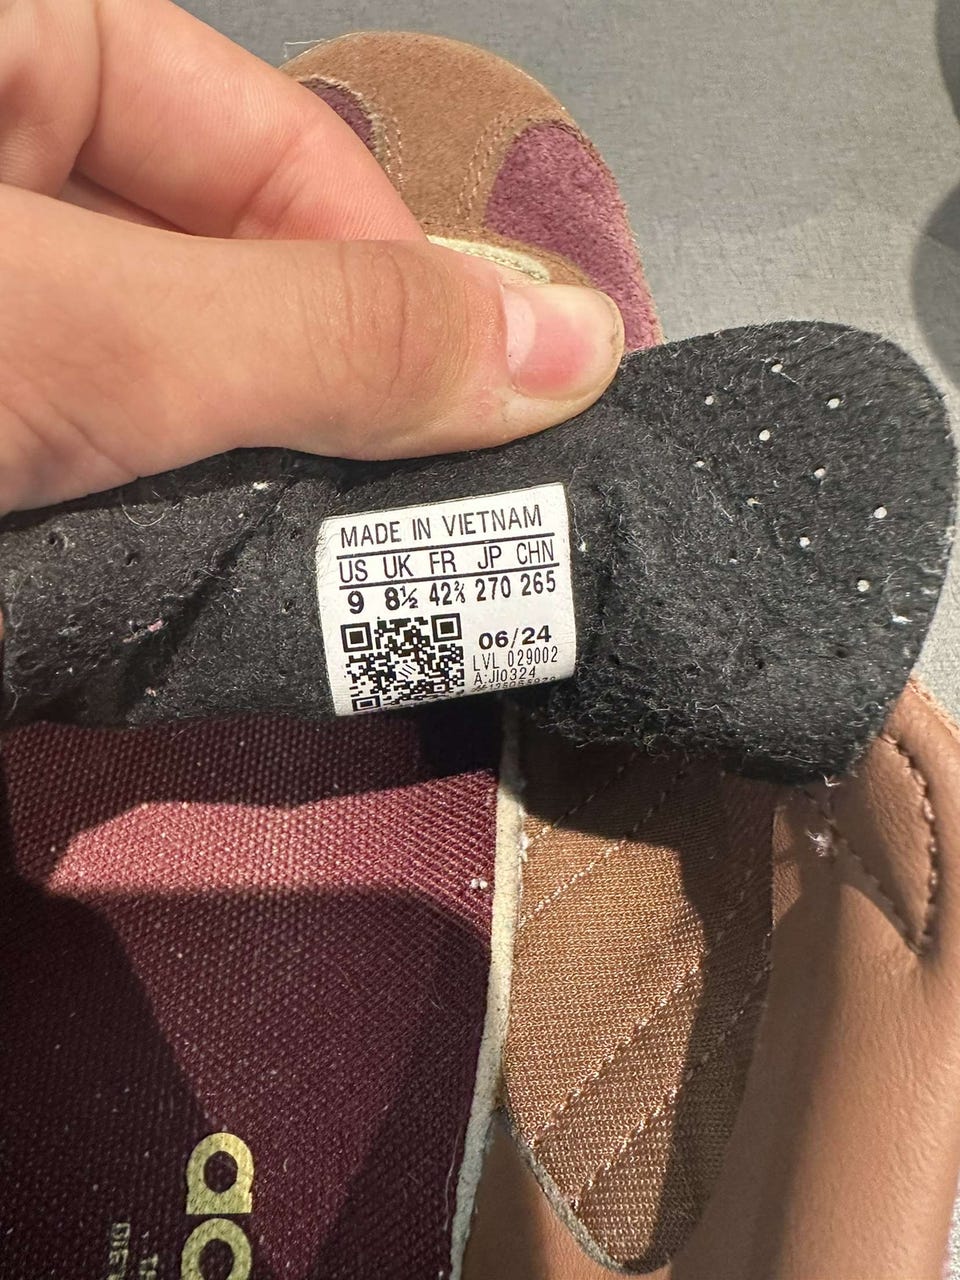 MADE IN VIETNAM
US UK FR JP CHN
9 8½ 42⅔ 270 265
06/24
LVL 029002
A:JI0324